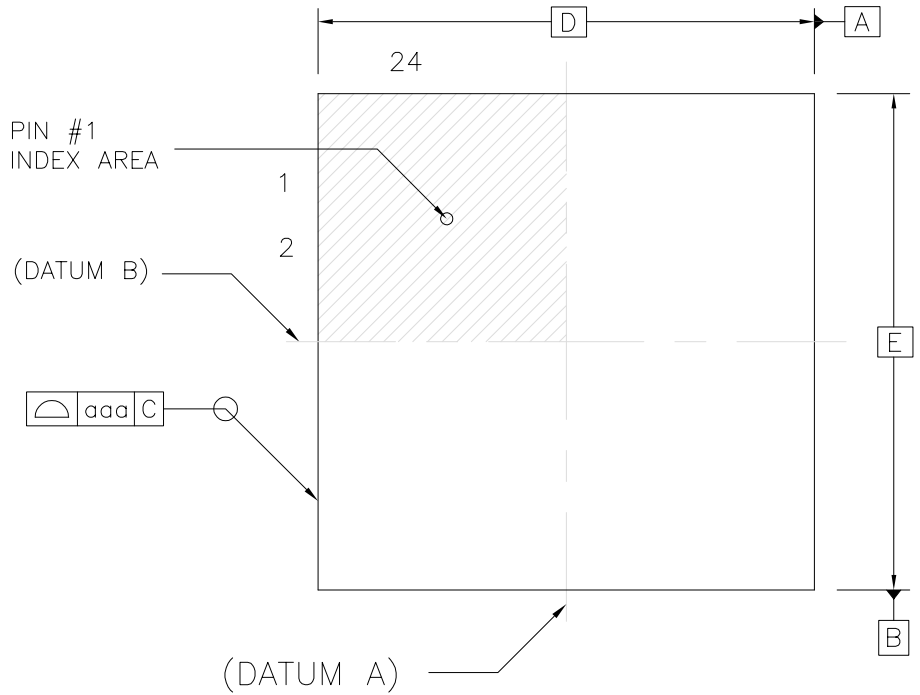 D
A
24
PIN #1
INDEX AREA
1
2
(DATUM B)
E
aaa C
B
(DATUM A)